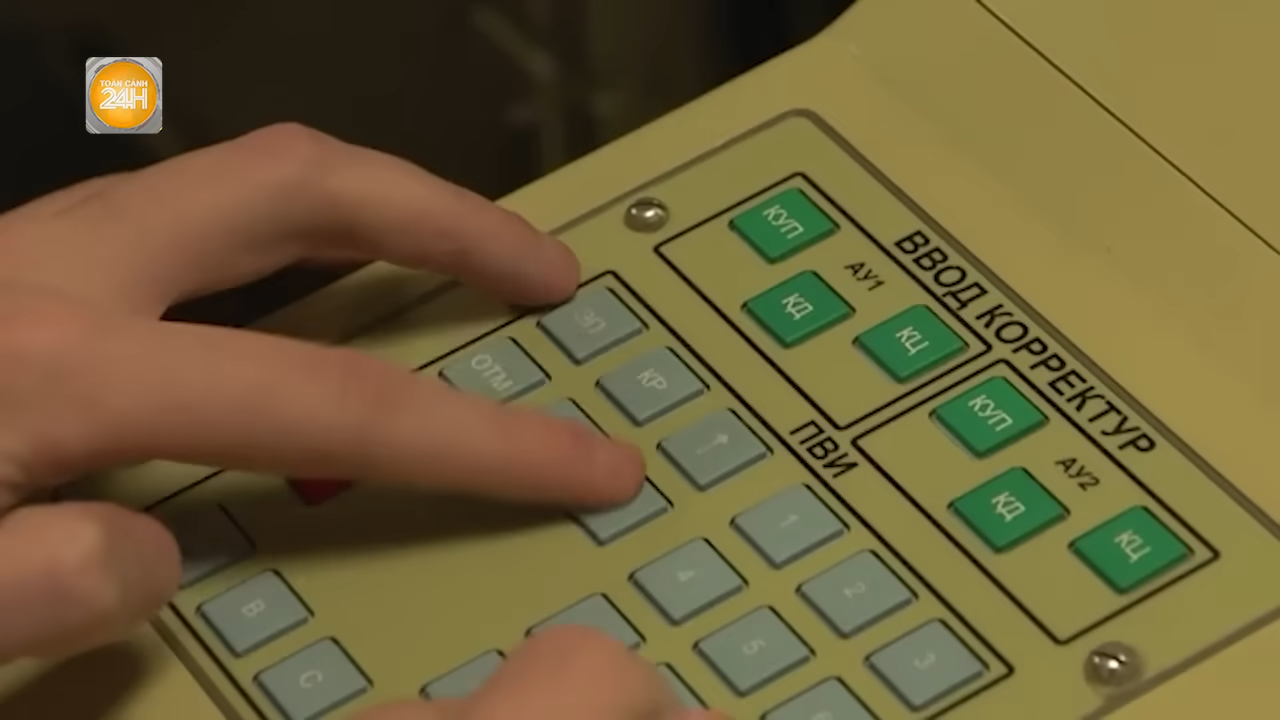 TOÀN CẢNH
24H
ВВОД КОРРЕКТУР
КУП
АУ1
КД
КЦ
КУП
АУ2
КД
КЦ
ПВИ
ЗП
ОТМ
КР
↑
1
4
2
5
3
В
С